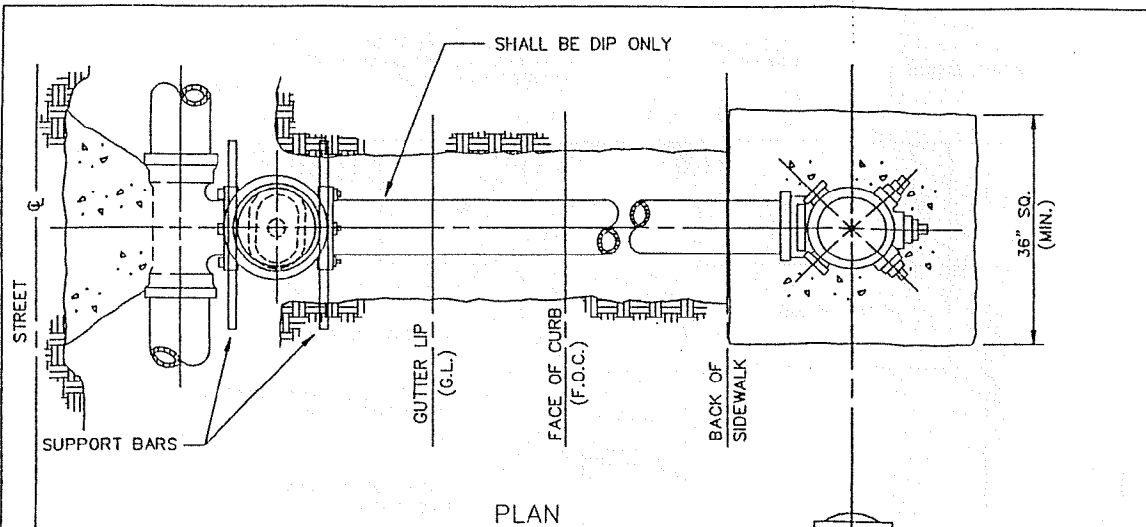 SHALL BE DIP ONLY
STREET
℄
SUPPORT BARS
GUTTER LIP
(G.L.)
FACE OF CURB
(F.O.C.)
BACK OF
SIDEWALK
36" SQ.
(MIN.)
PLAN